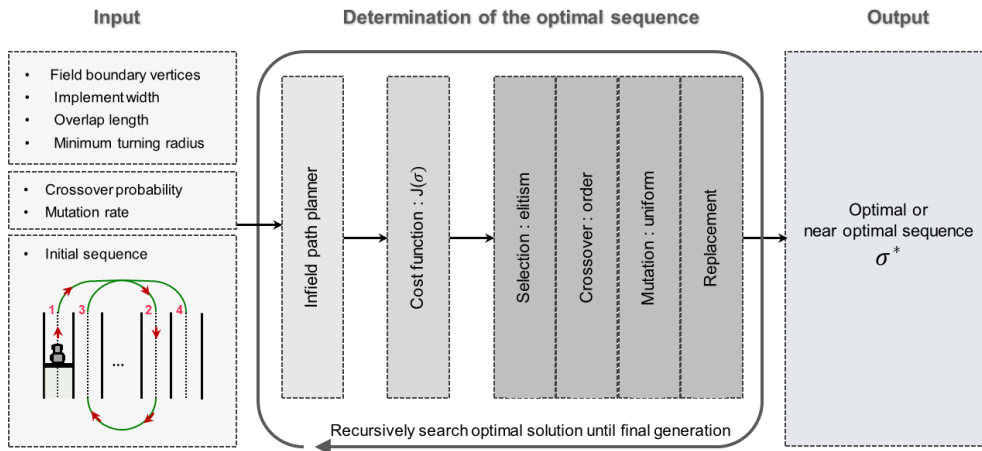 Input
Determination of the optimal sequence
Output
• Field boundary vertices
• Implement width
• Overlap length
• Minimum turning radius
• Crossover probability
• Mutation rate
• Initial sequence
1 3 2 4
...
Infield path planner
Cost function : J(σ)
Selection : elitism
Crossover : order
Mutation : uniform
Replacement
Recursively search optimal solution until final generation
Optimal or
near optimal sequence
σ*